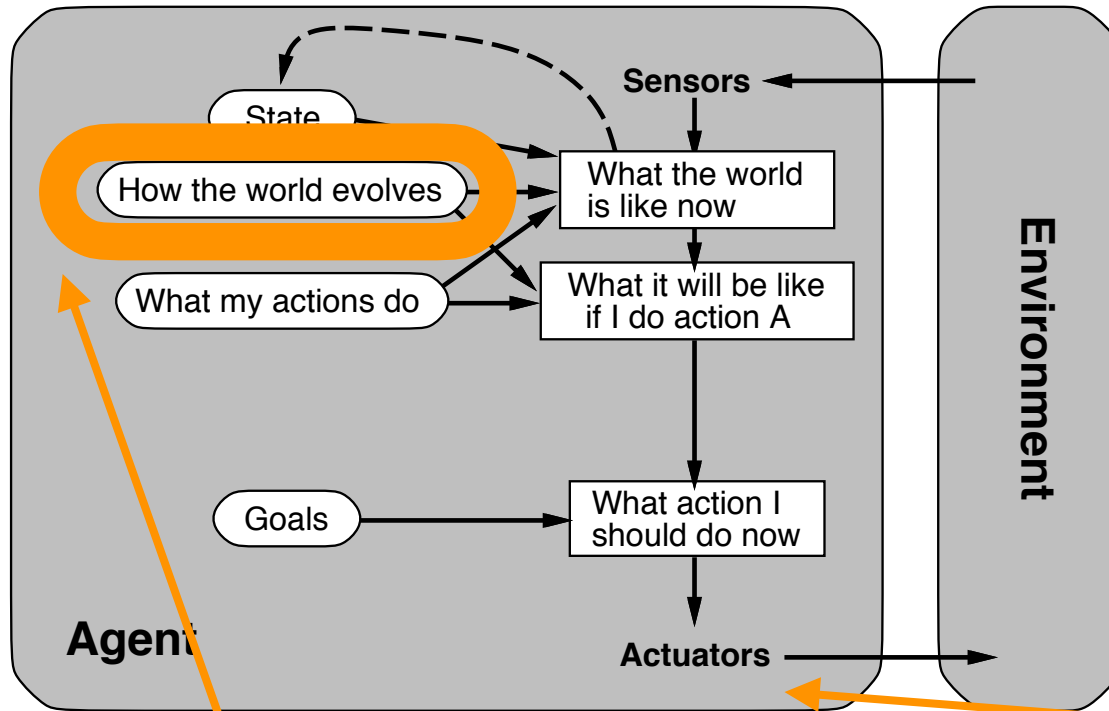 Sensors
State
How the world evolves
What the world
is like now
What my actions do
What it will be like
if I do action A
Environment
Goals
What action I
should do now
Agent
Actuators